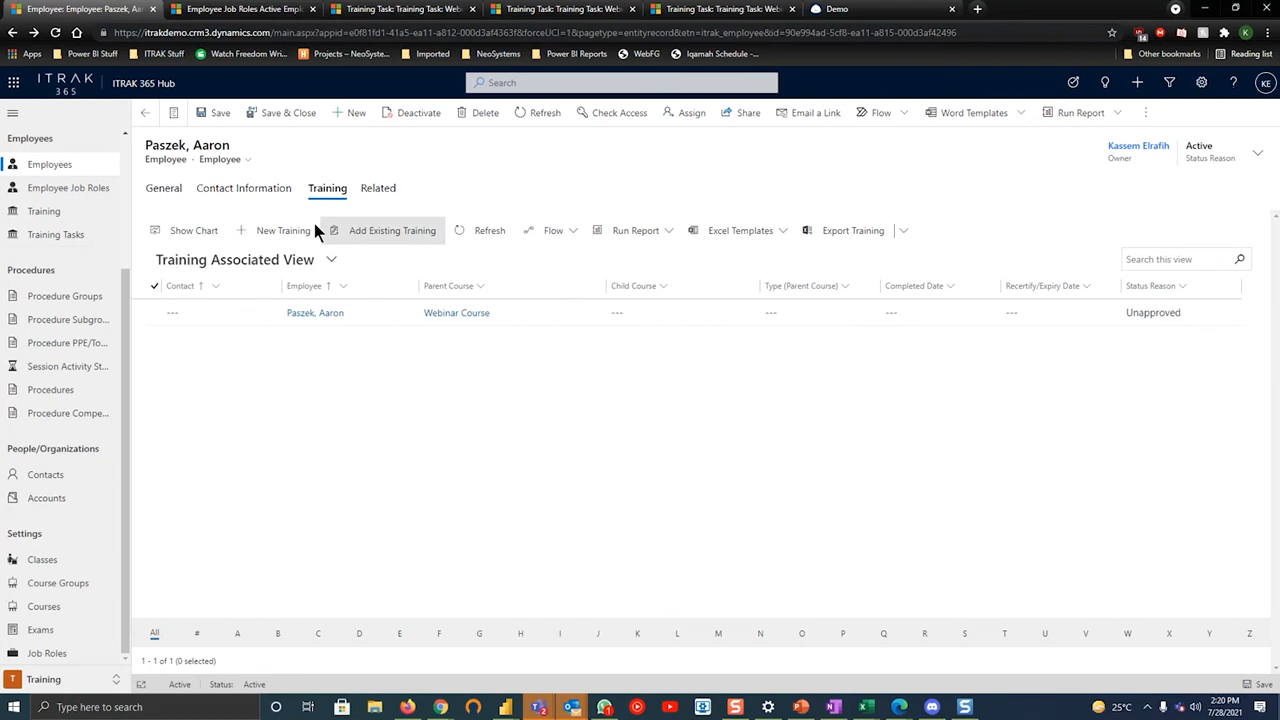 Employee: Employee: Paszek, Aa
Employee Job Roles Active Emplo
Training Task: Training Task: Web
Training Task: Training Task: Web
Training Task: Training Task: Web
Demo
https://itrakdemo.crm3.dynamics.com/main.aspx?appid=e0f81fd1-41a5-ea11-a812-000d3af4363f&forceUCI=1&pagetype=entityrecord&etn=itrak_employee&id=90e994ad-5cf8-ea11-a815-000d3af42496
Apps
Power BI Stuff
ITRAK Stuff
Watch Freedom Wri...
Projects – NeoSyste...
Imported
NeoSystems
Power BI Reports
WebFG
Iqamah Schedule -...
Other bookmarks
Reading list
ITRAK 365
ITRAK 365 Hub
Search
KE
Save
Save & Close
New
Deactivate
Delete
Refresh
Check Access
Assign
Share
Email a Link
Flow
Word Templates
Run Report
Employees
Employees
Employee Job Roles
Training
Training Tasks
Procedures
Procedure Groups
Procedure Subgro...
Procedure PPE/To...
Session Activity St...
Procedures
Procedure Compe...
People/Organizations
Contacts
Accounts
Settings
Classes
Course Groups
Courses
Exams
Job Roles
T Training
Paszek, Aaron
Employee · Employee
Kassem Elrafih
Owner
Active
Status Reason
General
Contact Information
Training
Related
Show Chart
New Training
Add Existing Training
Refresh
Flow
Run Report
Excel Templates
Export Training
Training Associated View
Search this view
Contact
Employee
Parent Course
Child Course
Type (Parent Course)
Completed Date
Recertify/Expiry Date
Status Reason
--- Paszek, Aaron Webinar Course --- --- --- --- Unapproved
All # A B C D E F G H I J K L M N O P Q R S T U V W X Y Z
1 - 1 of 1 (0 selected)
Active
Status: Active
Save
Type here to search
25°C
2:20 PM
7/28/2021